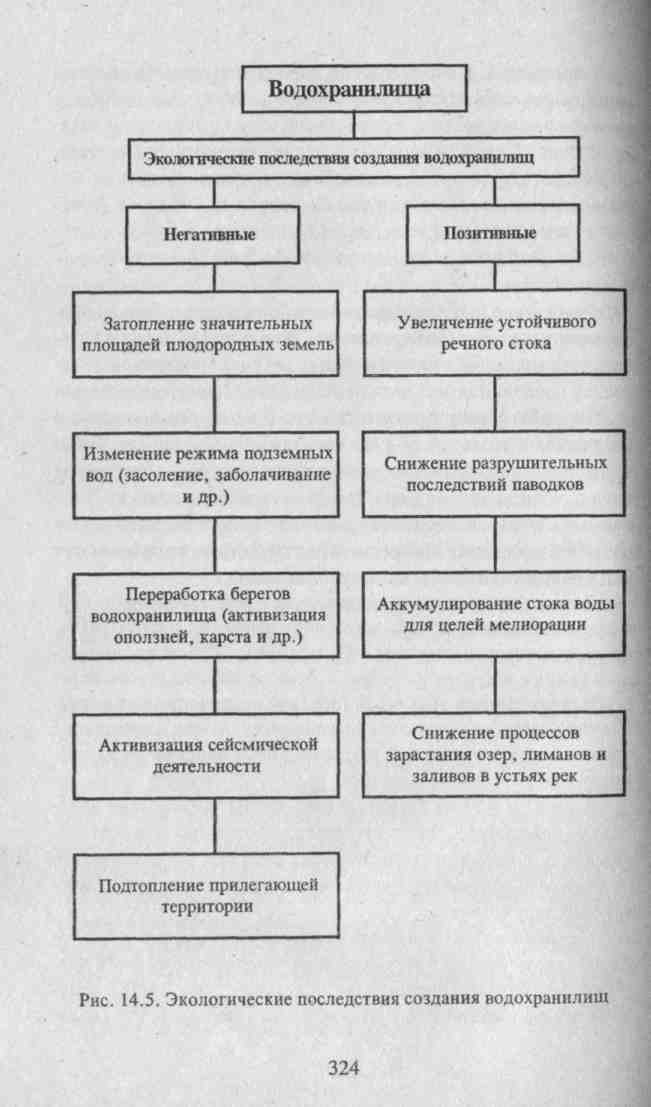 Водохранилища
Экологические последствия создания водохранилищ
Негативные
Позитивные
Затопление значительных
площадей плодородных земель
Увеличение устойчивого
речного стока
Изменение режима подземных
вод (засоление, заболачивание
и др.)
Снижение разрушительных
последствий паводков
Переработка берегов
водохранилища (активизация
оползней, карста и др.)
Аккумулирование стока воды
для целей мелиорации
Активизация сейсмической
деятельности
Снижение процессов
зарастания озер, лиманов и
заливов в устьях рек
Подтопление прилегающей
территории
Рис. 14.5. Экологические последствия создания водохранилищ
324